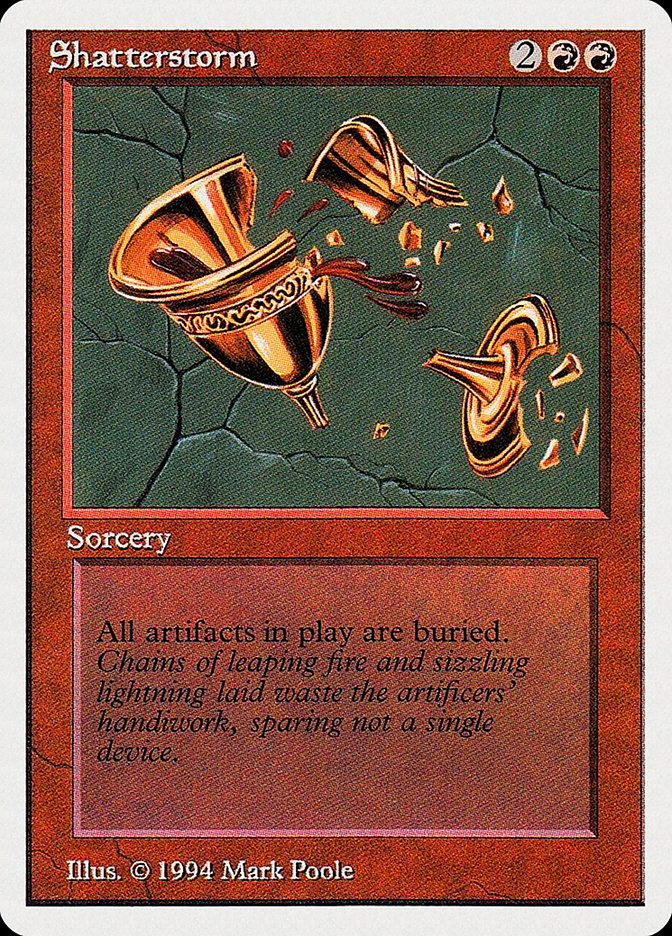 Shatterstorm 2
Sorcery
All artifacts in play are buried.
Chains of leaping fire and sizzling
lightning laid waste the artificers'
handiwork, sparing not a single
device.
Illus. © 1994 Mark Poole